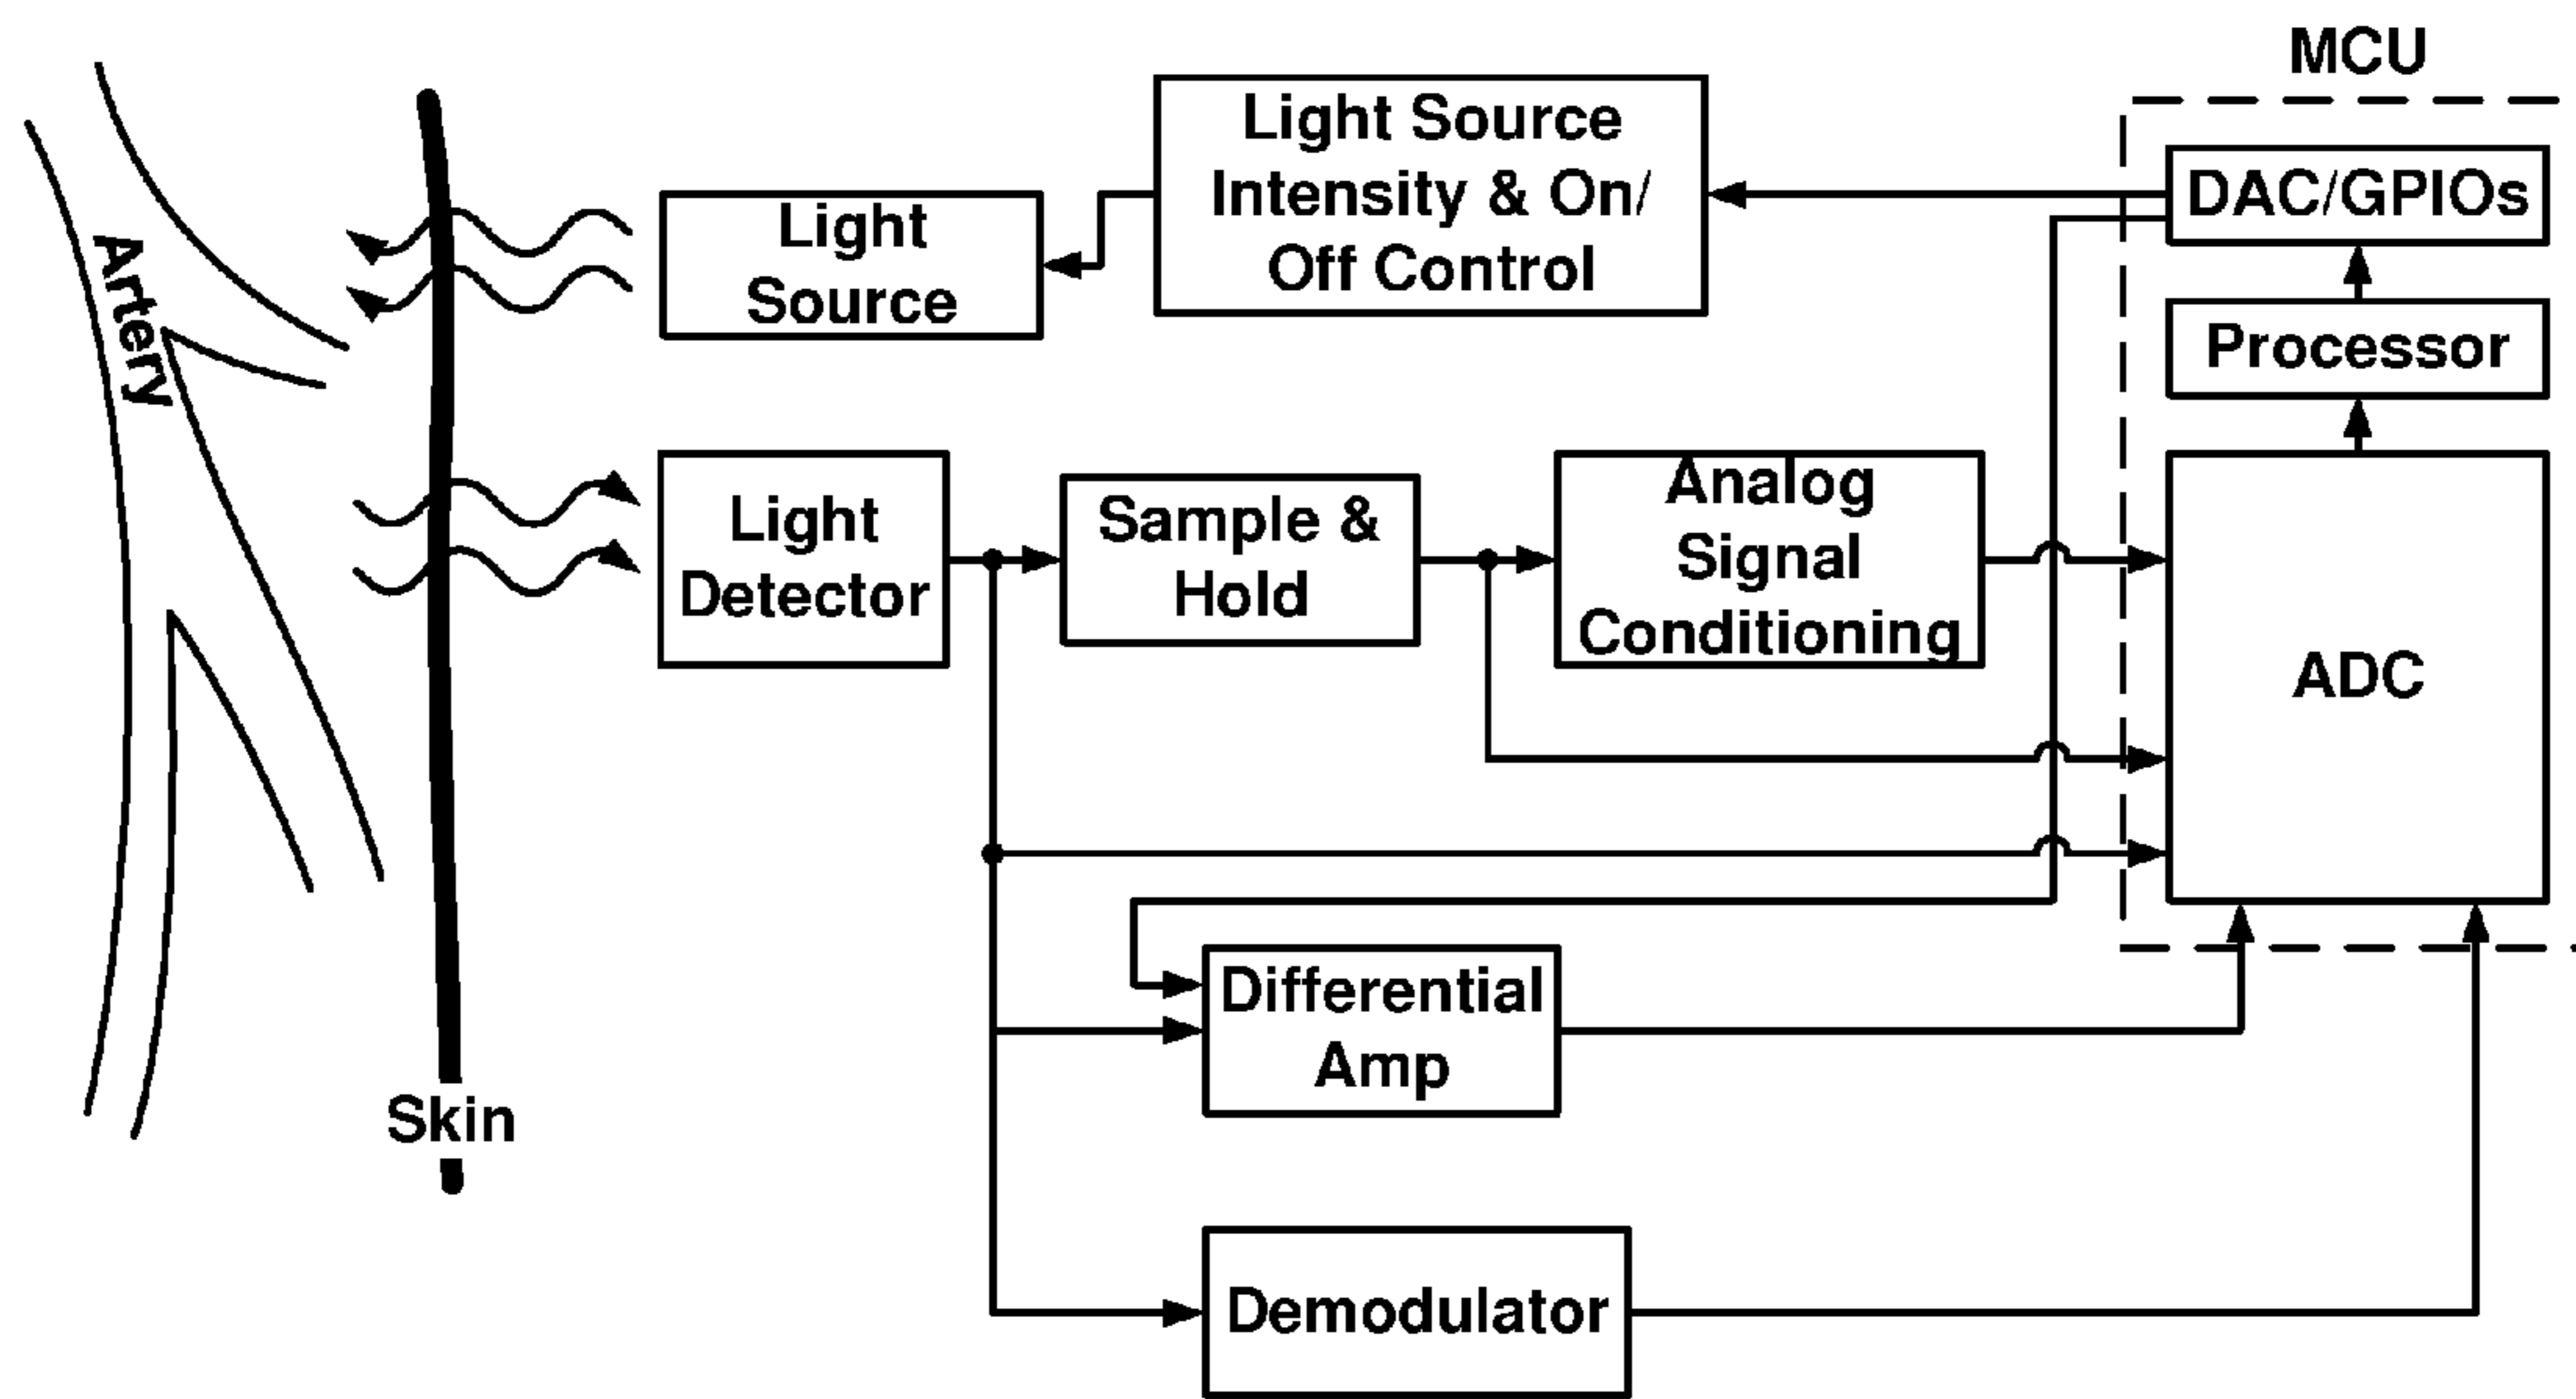 MCU
Light Source
Intensity & On/
Off Control
DAC/GPIOs
Light
Source
Artery
Processor
Light
Detector
Sample &
Hold
Analog
Signal
Conditioning
ADC
Differential
Amp
Skin
Demodulator